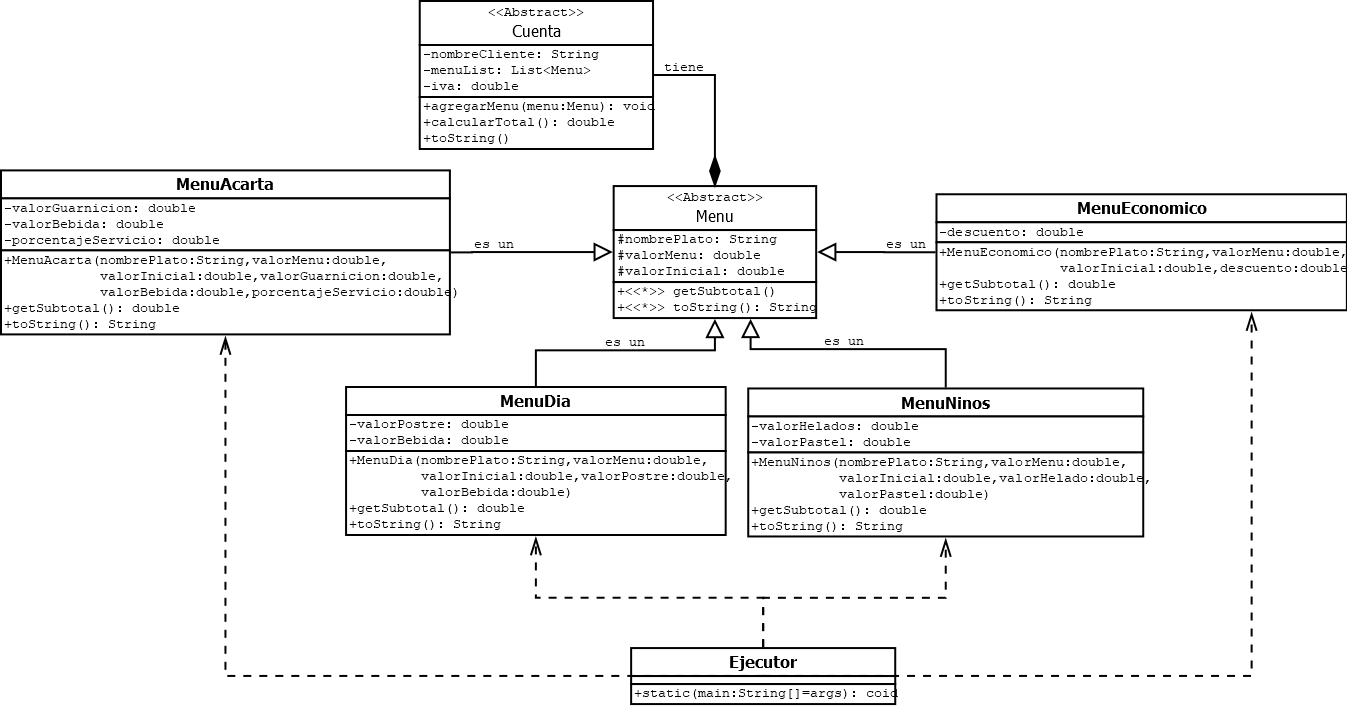 <<Abstract>>
Cuenta
-nombreCliente: String
-menuList: List<Menu>
-iva: double
+agregarMenu(menu:Menu): void
+calcularTotal(): double
+toString()
tiene
MenuAcarta
-valorGuarnicion: double
-valorBebida: double
-porcentajeServicio: double
+MenuAcarta(nombrePlato:String,valorMenu:double,
valorInicial:double,valorGuarnicion:double,
valorBebida:double,porcentajeServicio:double)
+getSubtotal(): double
+toString(): String
es un
<<Abstract>>
Menu
#nombrePlato: String
#valorMenu: double
#valorInicial: double
+<<*>> getSubtotal()
+<<*>> toString(): String
es un
MenuEconomico
-descuento: double
+MenuEconomico(nombrePlato:String,valorMenu:double,
valorInicial:double,descuento:double
+getSubtotal(): double
+toString(): String
es un
es un
MenuDia
-valorPostre: double
-valorBebida: double
+MenuDia(nombrePlato:String,valorMenu:double,
valorInicial:double,valorPostre:double,
valorBebida:double)
+getSubtotal(): double
+toString(): String
MenuNinos
-valorHelados: double
-valorPastel: double
+MenuNinos(nombrePlato:String,valorMenu:double,
valorInicial:double,valorHelado:double,
valorPastel:double)
+getSubtotal(): double
+toString(): String
Ejecutor
+static(main:String[]=args): coid